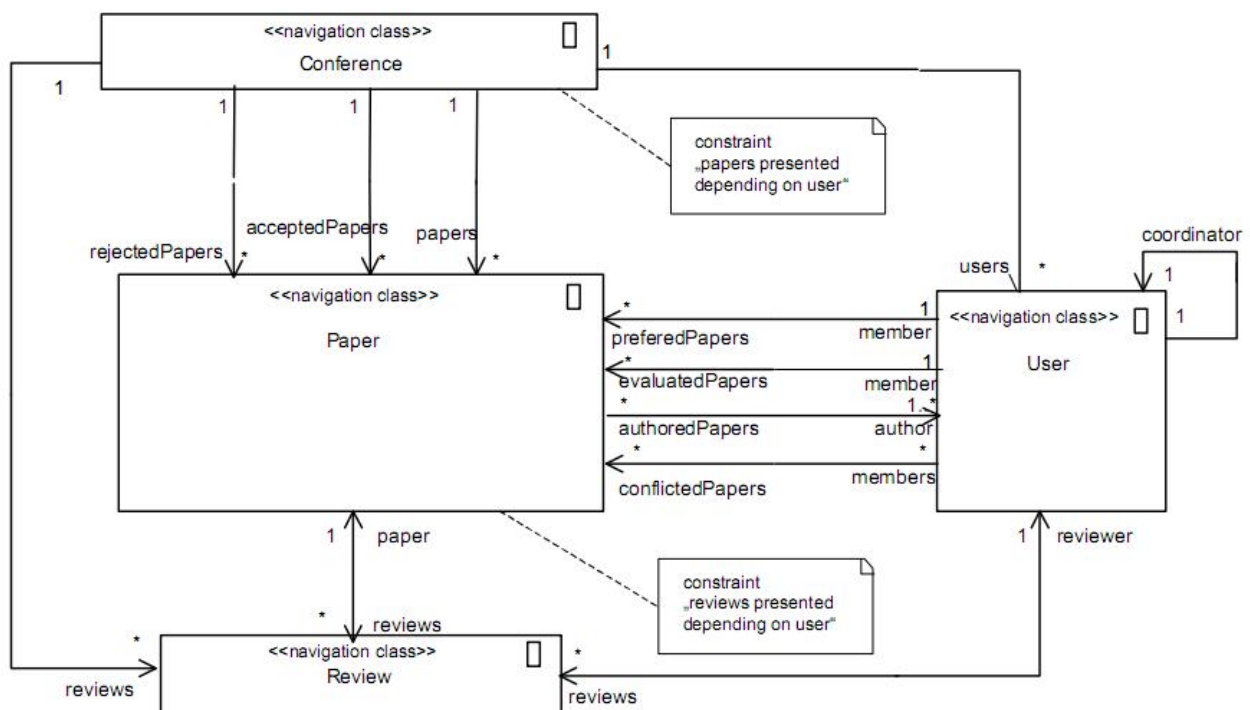 <<navigation class>>
Conference
1
1
1
1
1
constraint
„papers presented
depending on user“
acceptedPapers
papers
rejectedPapers
*
*
*
coordinator
users
*
1
1
<<navigation class>>
Paper
<<navigation class>>
User
*
1
preferedPapers
member
*
1
evaluatedPapers
member
*
1..*
authoredPapers
author
*
*
conflictedPapers
members
1
paper
1
reviewer
constraint
„reviews presented
depending on user“
*
reviews
*
reviews
<<navigation class>>
Review
*
reviews